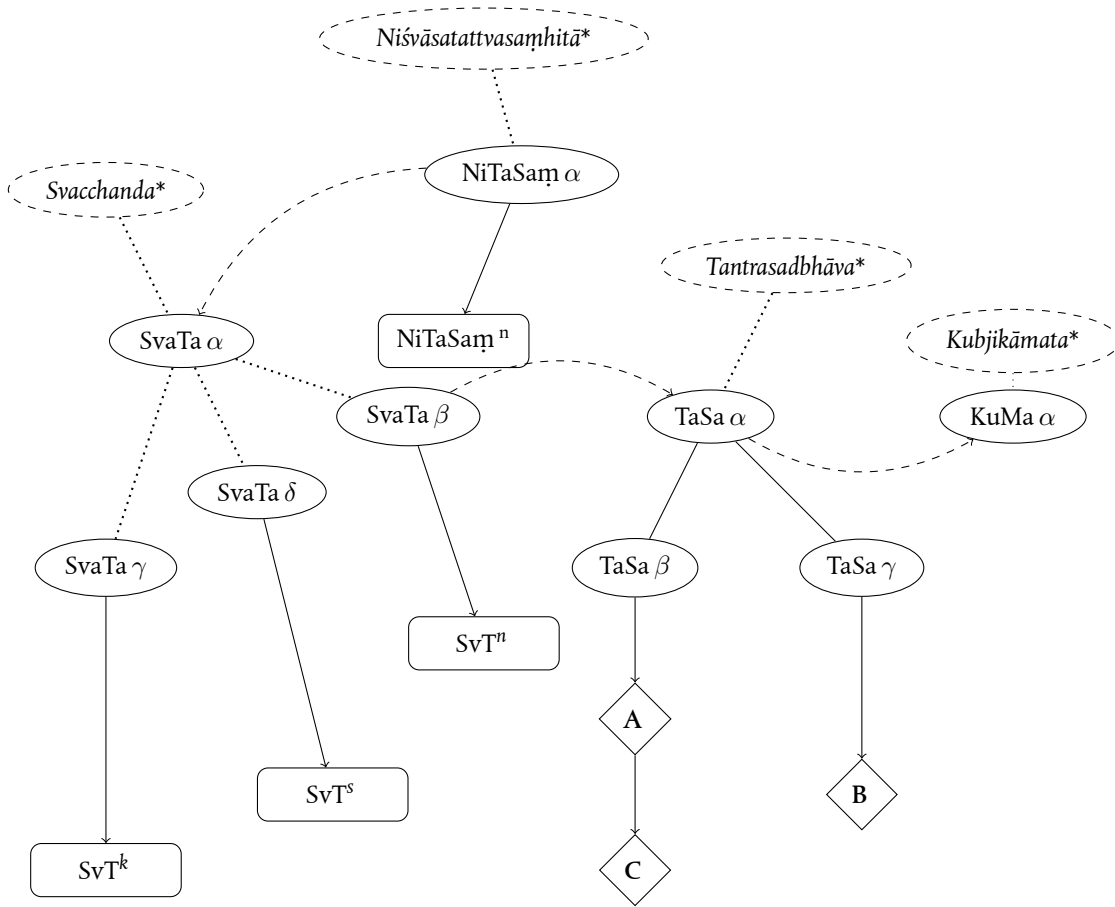 Niśvāsatattvasaṃhitā*
NiTaSaṃ α
Svacchanda*
Tantrasadbhāva*
SvaTa α
NiTaSaṃ ⁿ
Kubjikāmata*
SvaTa β
TaSa α
KuMa α
SvaTa δ
SvaTa γ
TaSa β
TaSa γ
SvTⁿ
A
SvTˢ
B
SvTᵏ
C